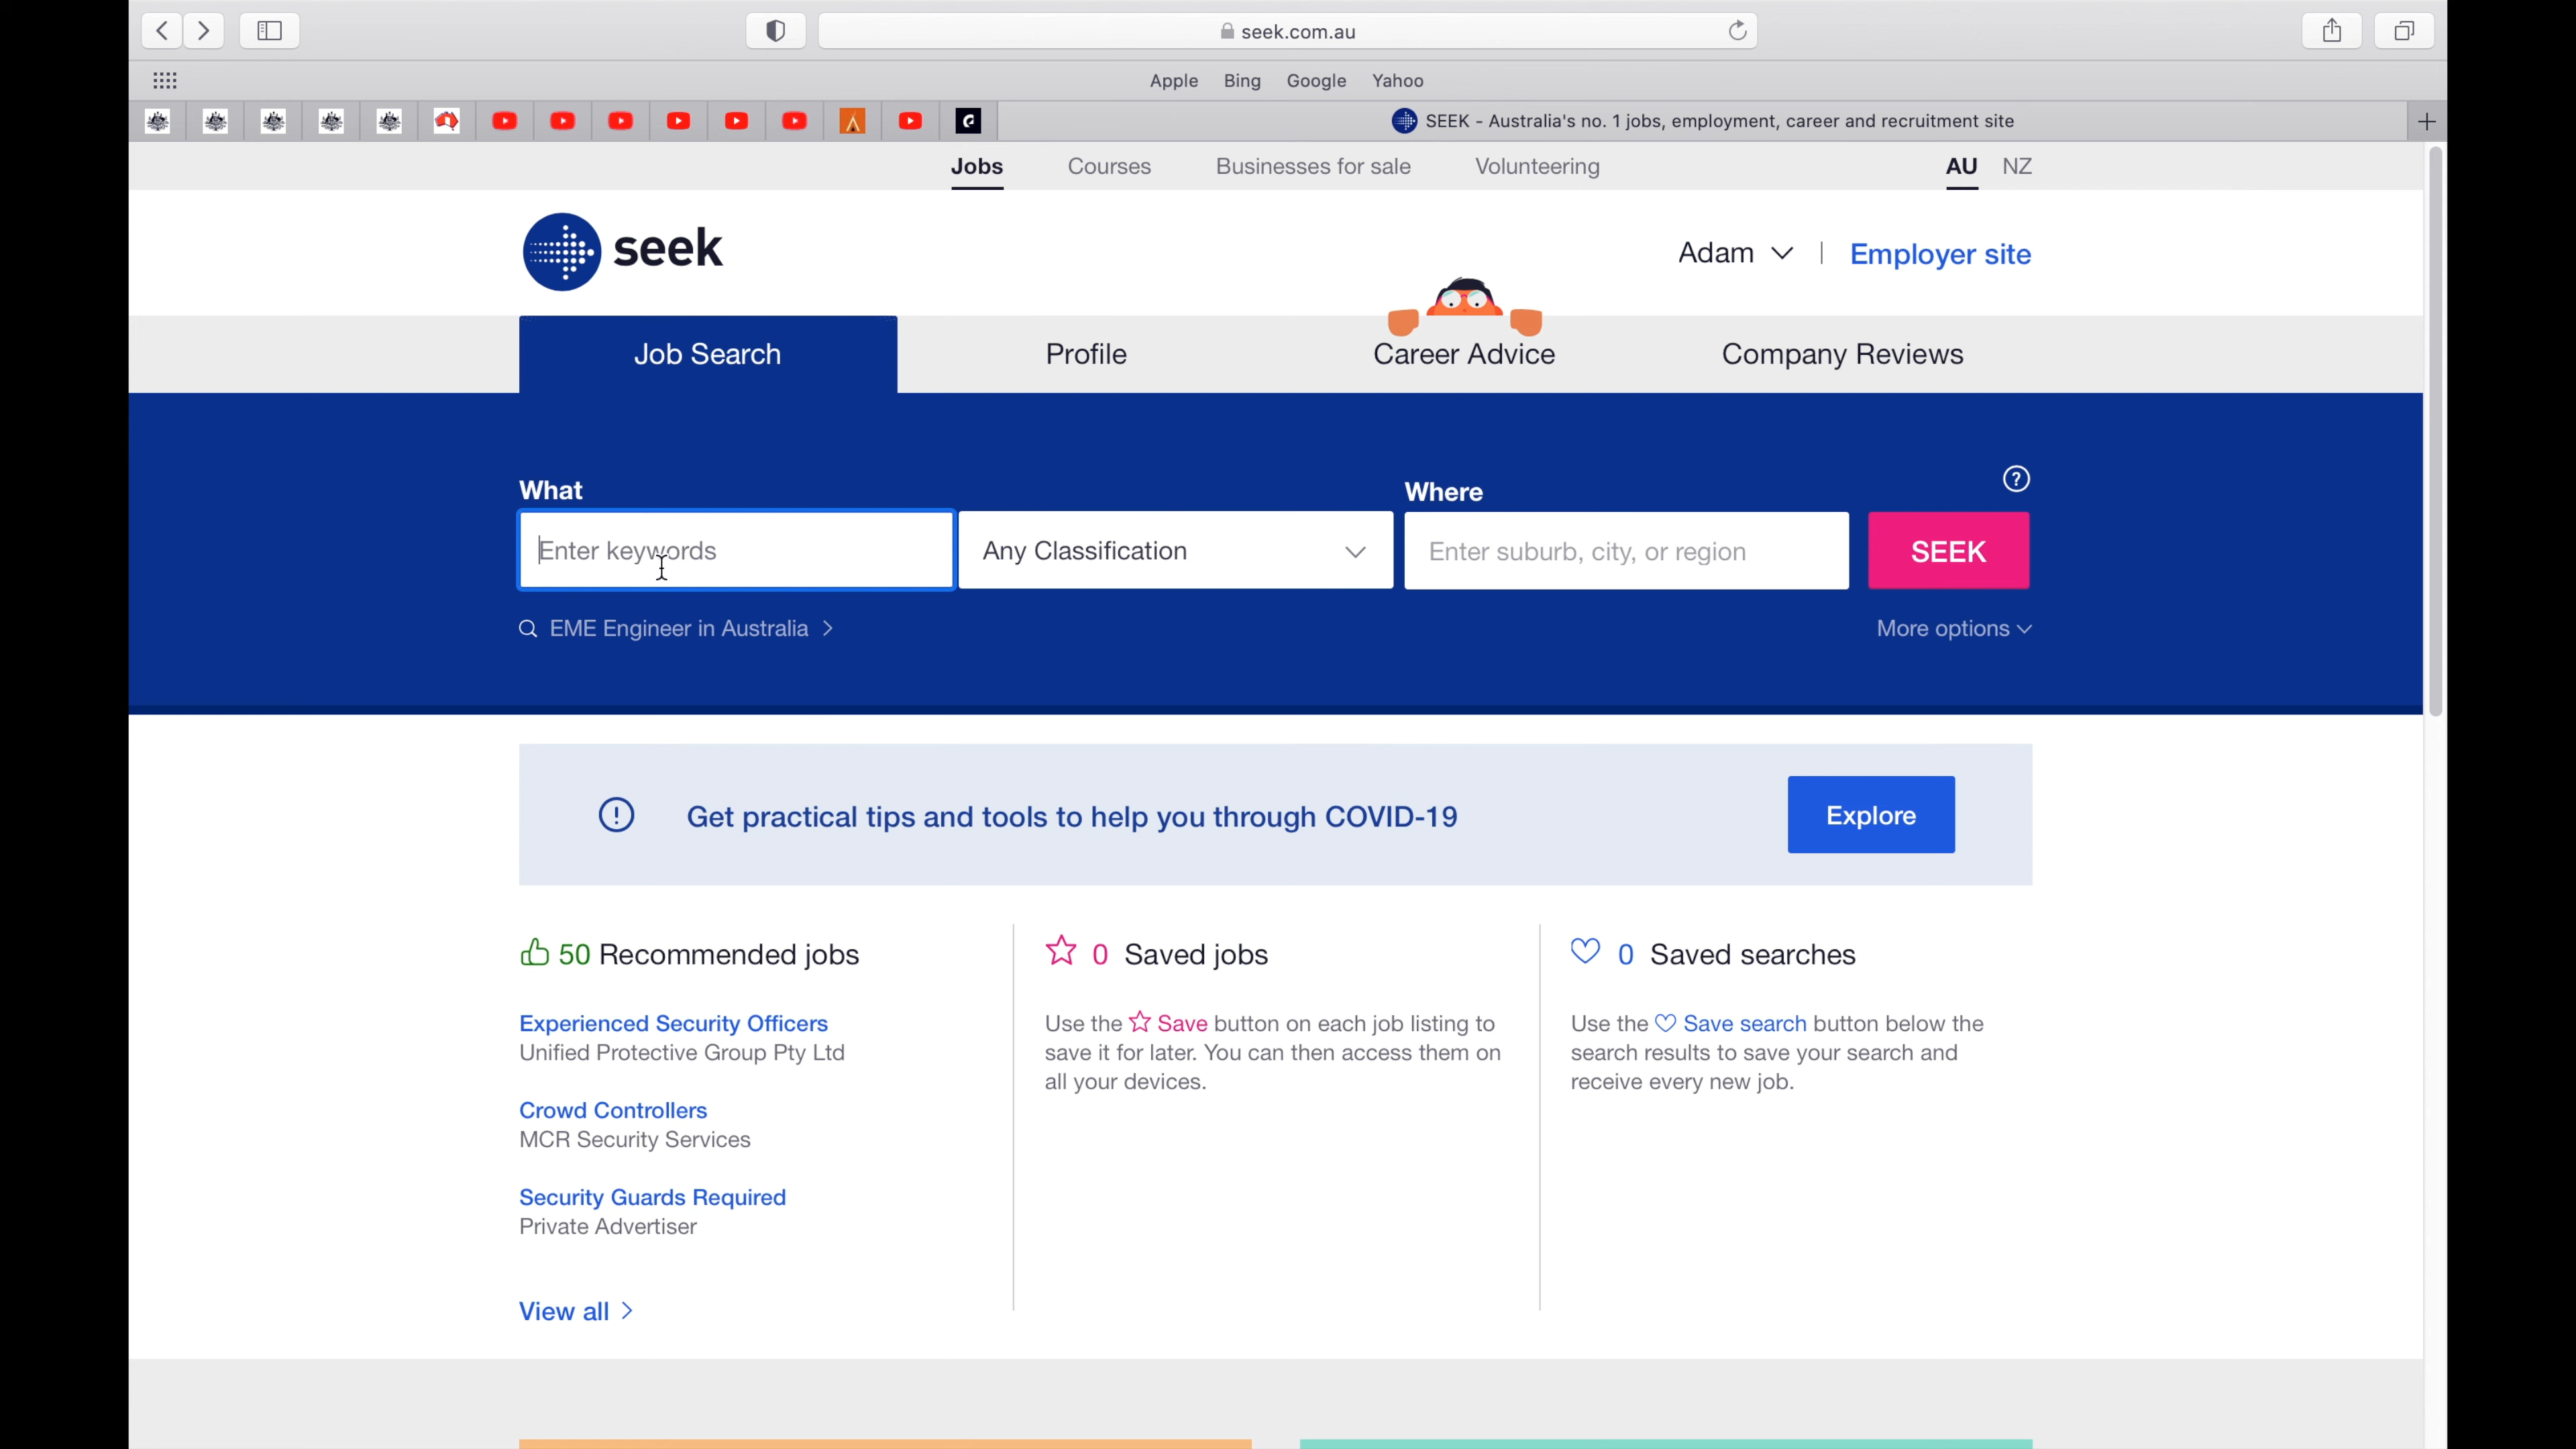 seek.com.au
Apple Bing Google Yahoo
SEEK - Australia's no. 1 jobs, employment, career and recruitment site
Jobs Courses Businesses for sale Volunteering AU NZ
seek
Adam | Employer site
Job Search Profile Career Advice Company Reviews
What Where
Enter keywords Any Classification Enter suburb, city, or region SEEK
EME Engineer in Australia More options
Get practical tips and tools to help you through COVID-19 Explore
50 Recommended jobs
Experienced Security Officers
Unified Protective Group Pty Ltd
Crowd Controllers
MCR Security Services
Security Guards Required
Private Advertiser
View all
0 Saved jobs
Use the Save button on each job listing to
save it for later. You can then access them on
all your devices.
0 Saved searches
Use the Save search button below the
search results to save your search and
receive every new job.